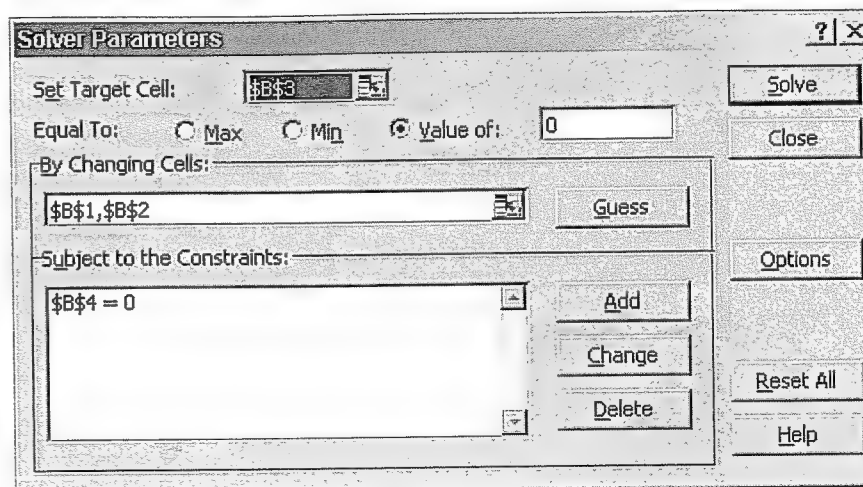 Solver Parameters ? ×
Set Target Cell: $B$3 Solve
Equal To: Max Min Value of: 0 Close
By Changing Cells:
$B$1,$B$2 Guess
Subject to the Constraints: Options
$B$4 = 0 Add
Change
Reset All
Delete
Help